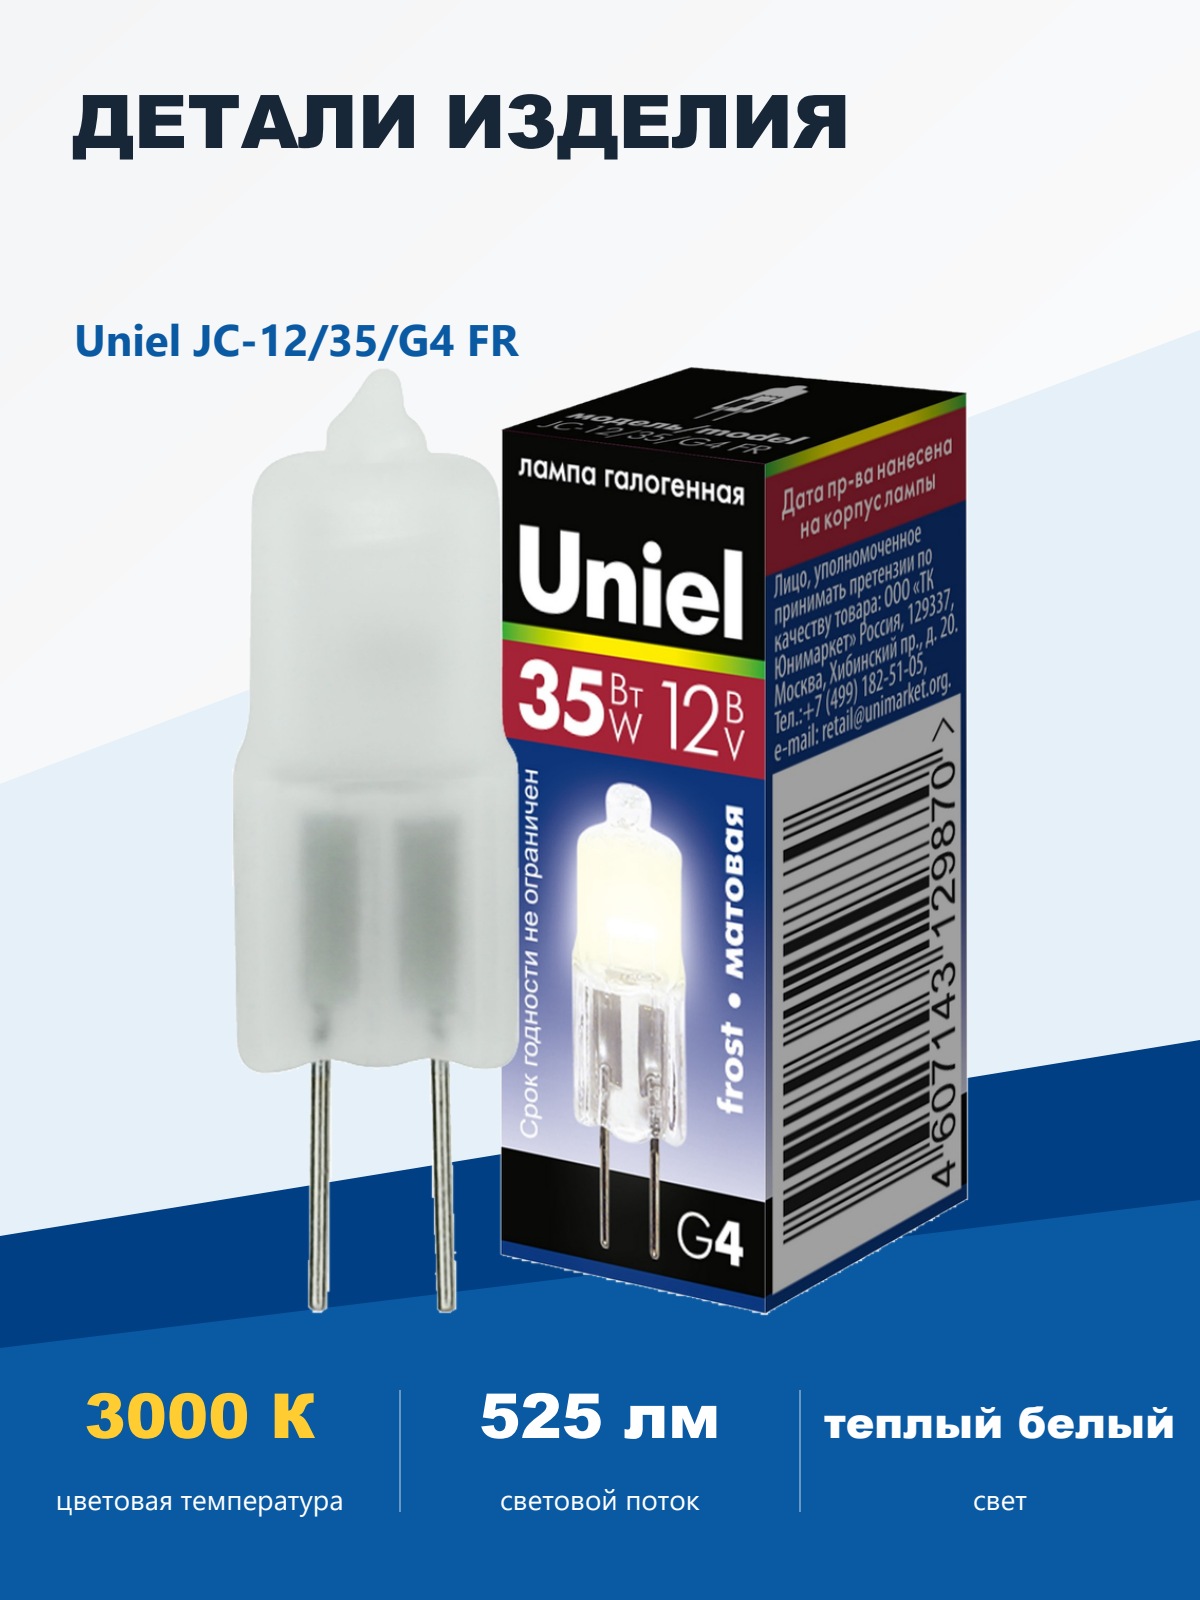 ДЕТАЛИ ИЗДЕЛИЯ
Uniel JC-12/35/G4 FR
модель/model
JC-12/35/G4 FR
лампа галогенная
Uniel
35 Вт W 12 В V
Срок годности не ограничен
frost • матовая
G4
Дата пр-ва нанесена
на корпус лампы
Лицо, уполномоченное
принимать претензии по
качеству товара: ООО «ТК
Юнимаркет» Россия, 129337,
Москва, Хибинский пр., д. 20.
Тел.:+7 (499) 182-51-05,
e-mail: retail@unimarket.org.
4 607143 129870 >
3000 К
цветовая температура
525 лм
световой поток
теплый белый
свет